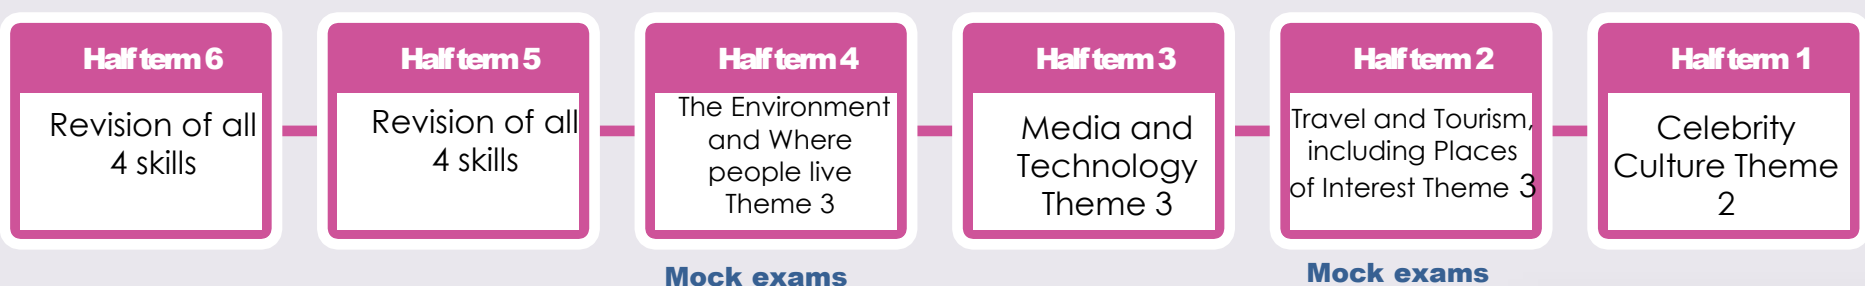 Half term 6
Revision of all
4 skills
Half term 5
Revision of all
4 skills
Half term 4
The Environment
and Where
people live
Theme 3
Half term 3
Media and
Technology
Theme 3
Half term 2
Travel and Tourism,
including Places
of Interest Theme 3
Half term 1
Celebrity
Culture Theme
2
Mock exams
Mock exams